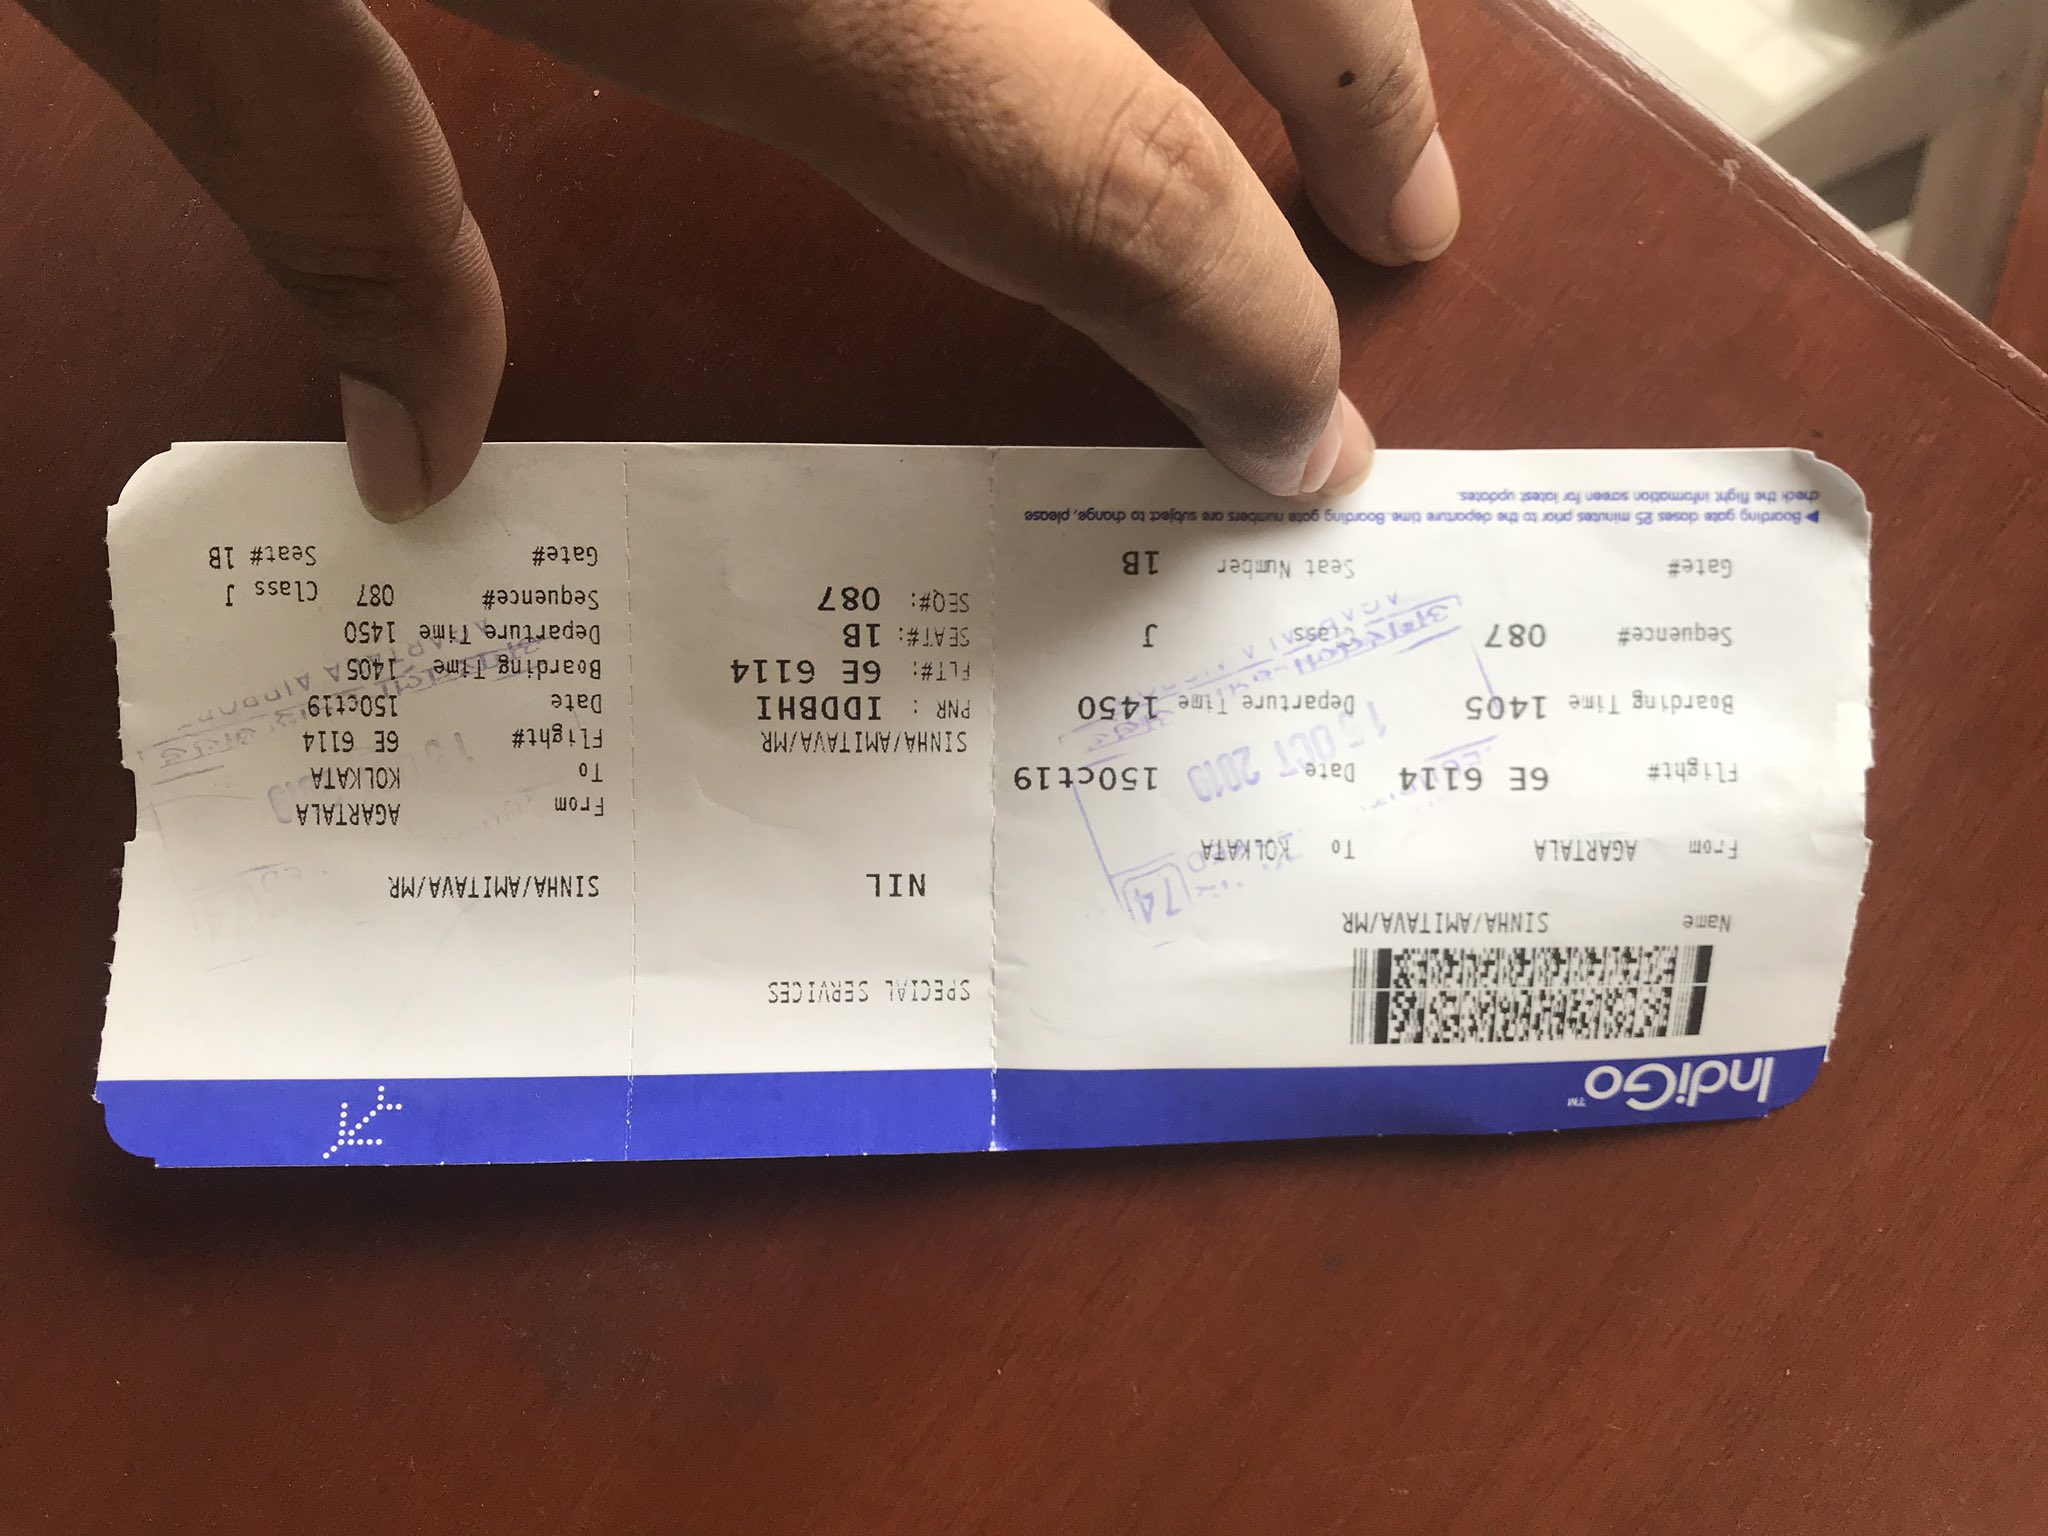 IndiGo™
Name SINHA/AMITAVA/MR
From AGARTALA To KOLKATA
Flight# 6E 6114 Date 15Oct19
Boarding Time 1405 Departure Time 1450
Sequence# 087 Class J
Gate# Seat Number 1B
▶ Boarding gate closes 25 minutes prior to the departure time. Boarding gate numbers are subject to change, please
check the flight information screen for latest updates.
74
15 OCT 2019
SPECIAL SERVICES
NIL
SINHA/AMITAVA/MR
PNR : IDDBHI
FLT#: 6E 6114
SEAT#: 1B
SEQ#: 087
SINHA/AMITAVA/MR
From AGARTALA
To KOLKATA
Flight# 6E 6114
Date 15Oct19
Boarding Time 1405
Departure Time 1450
Sequence# 087 Class J
Gate# Seat# 1B
AGARTALA AIRPORT